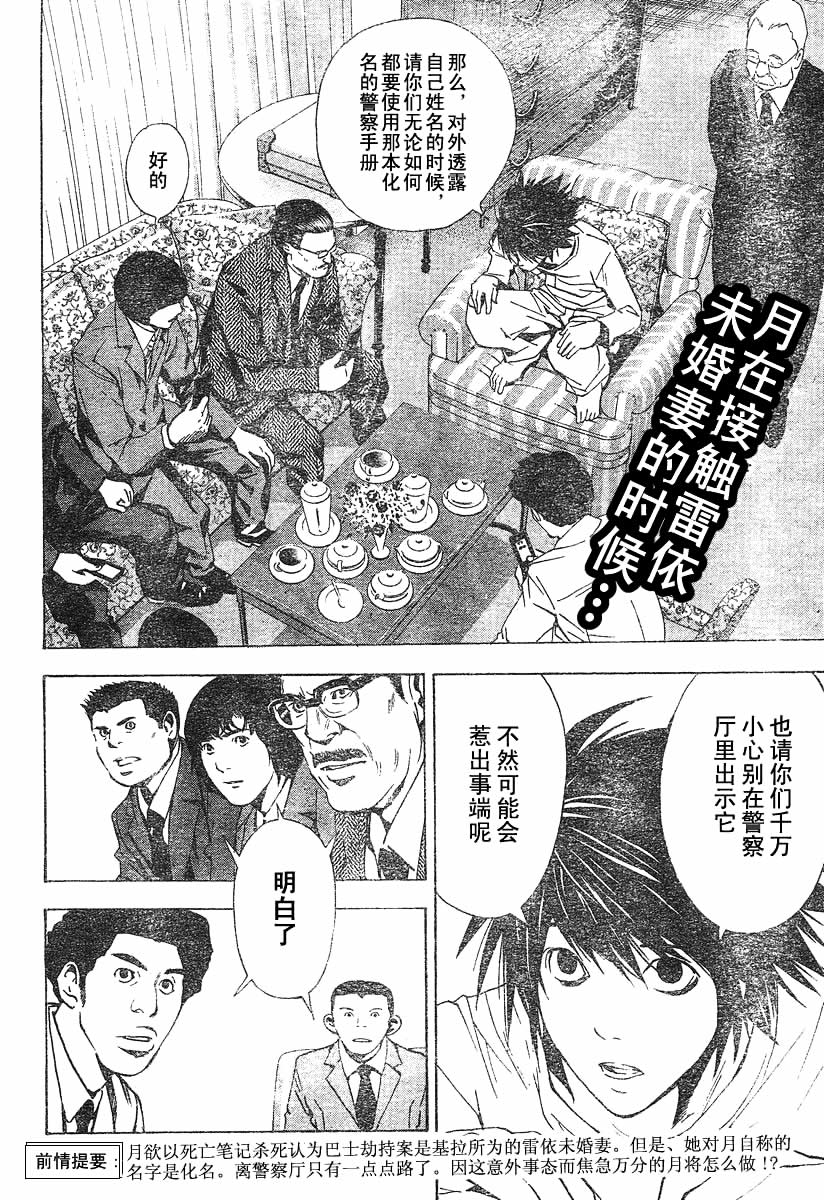 那么，对外透露
自己姓名的时候，
请你们无论如何
都要使用那本化
名的警察手册
好的
月在接触雷依
未婚妻的时候…
也请你们千万
小心别在警察
厅里出示它
不然可能会
惹出事端呢
明白了
前情提要：
月欲以死亡笔记杀死认为巴士劫持案是基拉所为的雷依未婚妻。但是、她对月自称的
名字是化名。离警察厅只有一点点路了。因这意外事态而焦急万分的月将怎么做！？